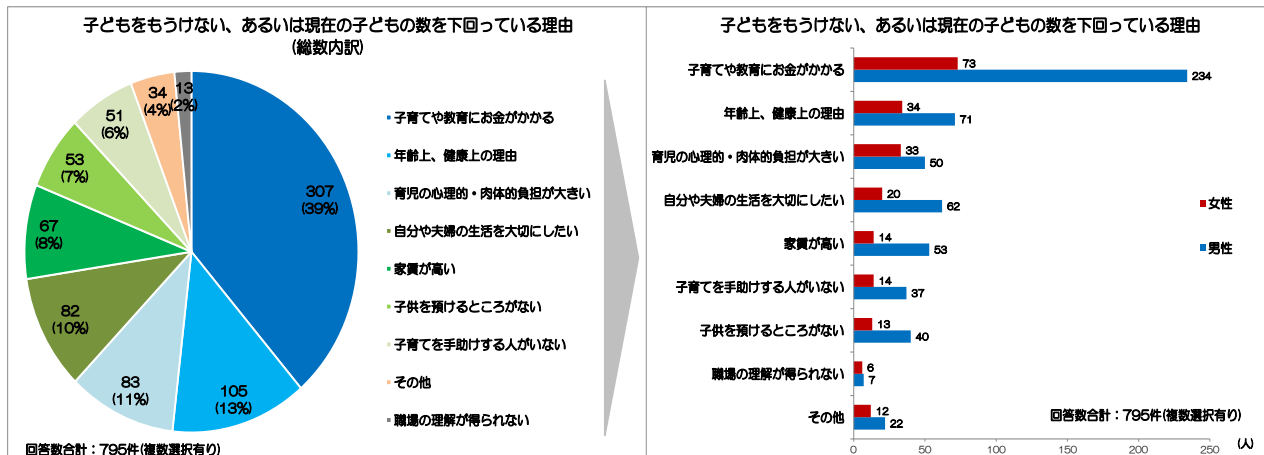 子どもをもうけない、あるいは現在の子どもの数を下回っている理由
(総数内訳)
307
(39%)
105
(13%)
83
(11%)
82
(10%)
67
(8%)
53
(7%)
51
(6%)
34
(4%)
13
(2%)
子育てや教育にお金がかかる
年齢上、健康上の理由
育児の心理的・肉体的負担が大きい
自分や夫婦の生活を大切にしたい
家賃が高い
子供を預けるところがない
子育てを手助けする人がいない
その他
職場の理解が得られない
回答数合計：795件(複数選択有り)
子どもをもうけない、あるいは現在の子どもの数を下回っている理由
子育てや教育にお金がかかる
73
234
年齢上、健康上の理由
34
71
育児の心理的・肉体的負担が大きい
33
50
自分や夫婦の生活を大切にしたい
20
62
家賃が高い
14
53
子育てを手助けする人がいない
14
37
子供を預けるところがない
13
40
職場の理解が得られない
6
7
その他
12
22
女性
男性
回答数合計：795件(複数選択有り)
0 50 100 150 200 250
(人)